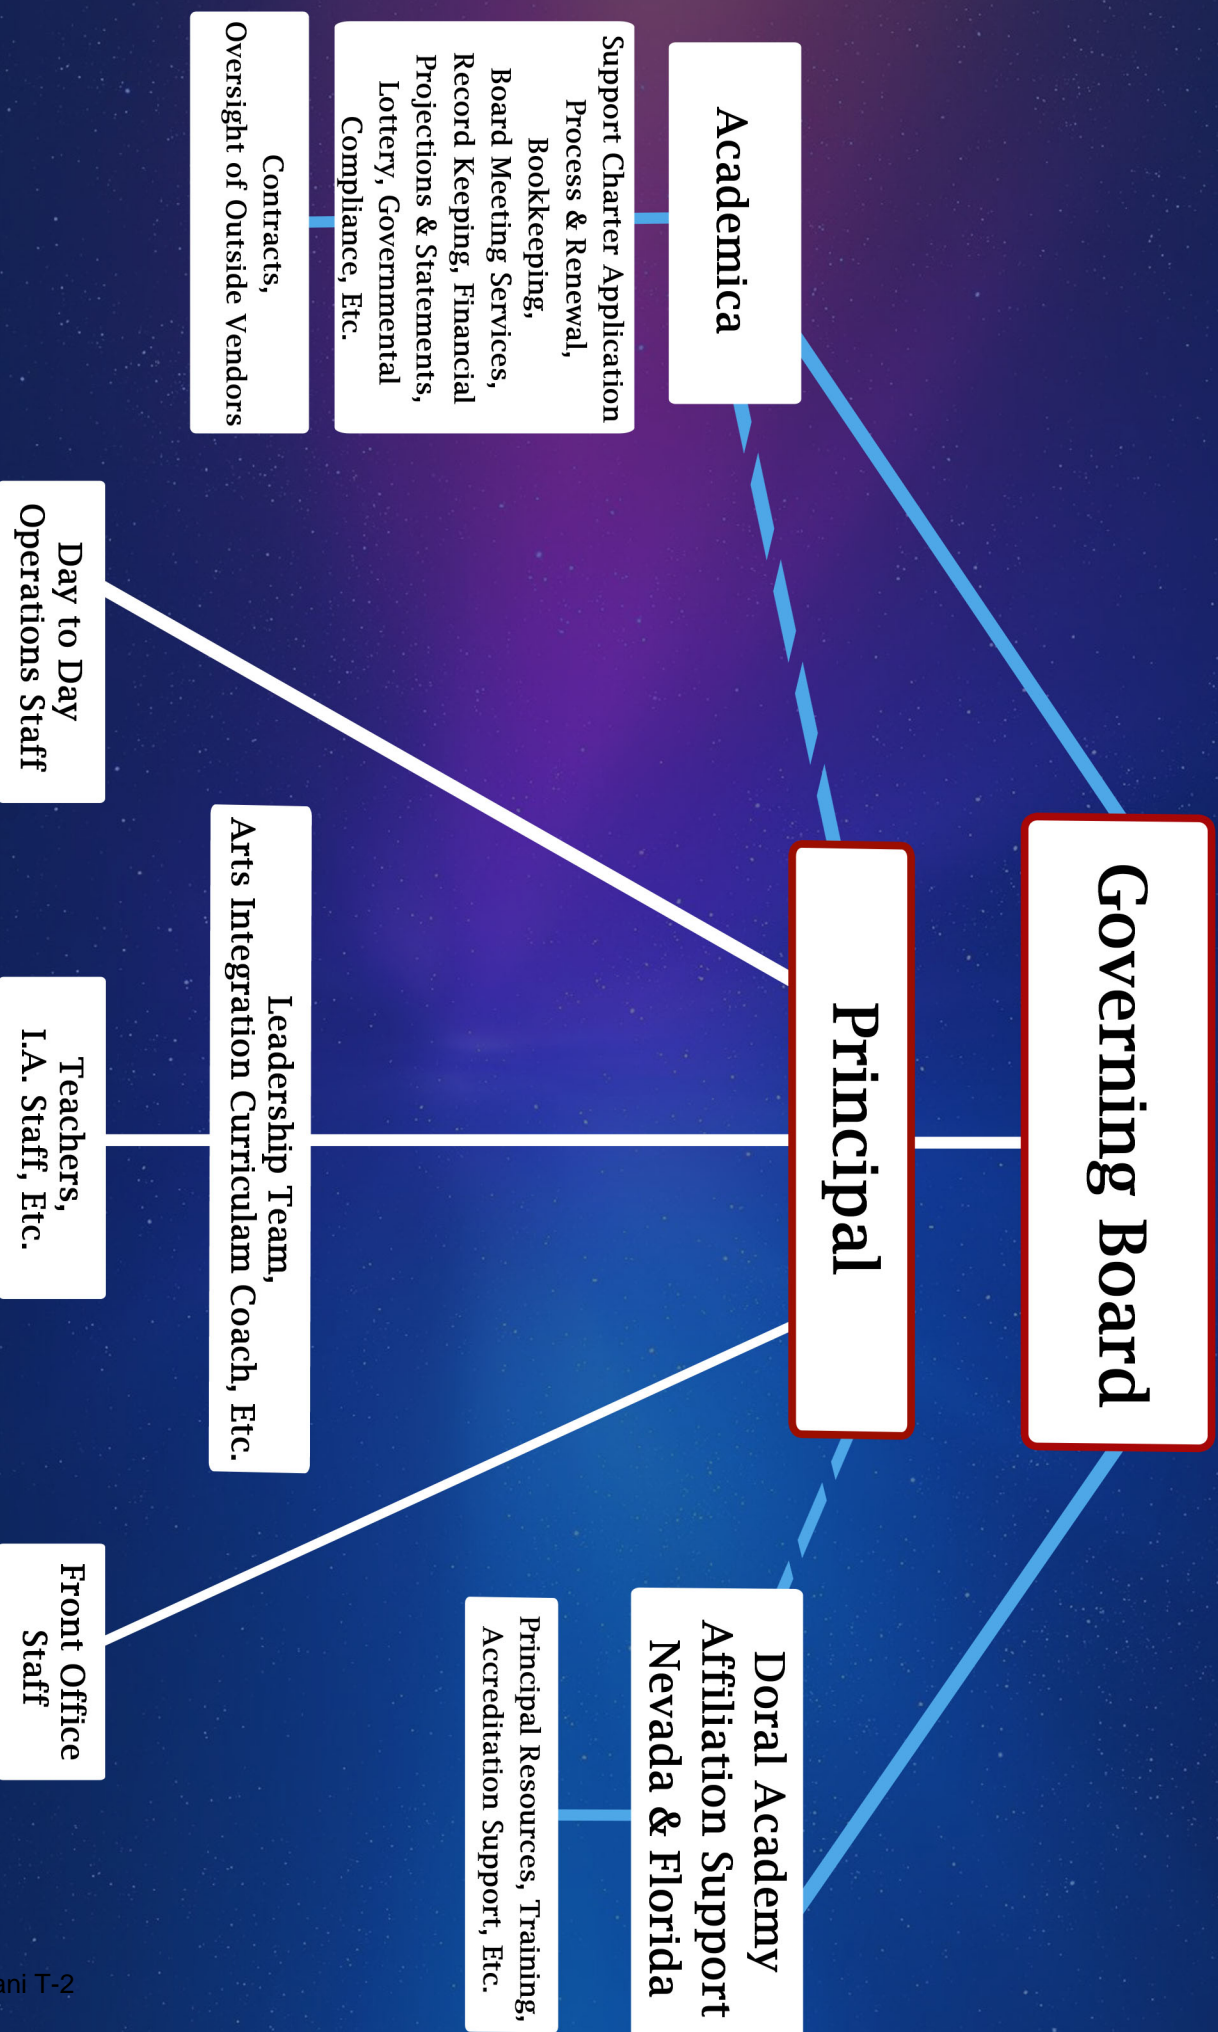 Governing Board
Principal
Academica
Support Charter Application
Process & Renewal,
Bookkeeping,
Board Meeting Services,
Record Keeping, Financial
Projections & Statements,
Lottery, Governmental
Compliance, Etc.
Contracts,
Oversight of Outside Vendors
Doral Academy
Affiliation Support
Nevada & Florida
Principal Resources, Training,
Accreditation Support, Etc.
Leadership Team,
Arts Integration Curriculam Coach, Etc.
Day to Day
Operations Staff
Teachers,
I.A. Staff, Etc.
Front Office
Staff
T-2